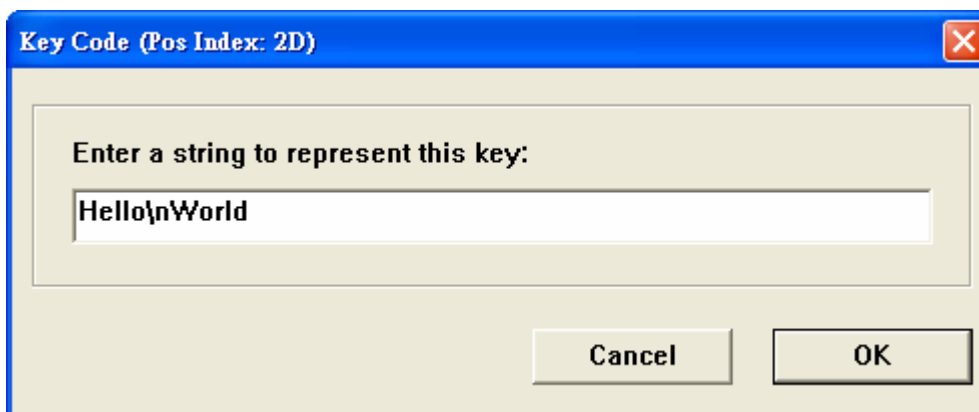 Key Code (Pos Index: 2D)
Enter a string to represent this key:
Hello\nWorld
Cancel
OK